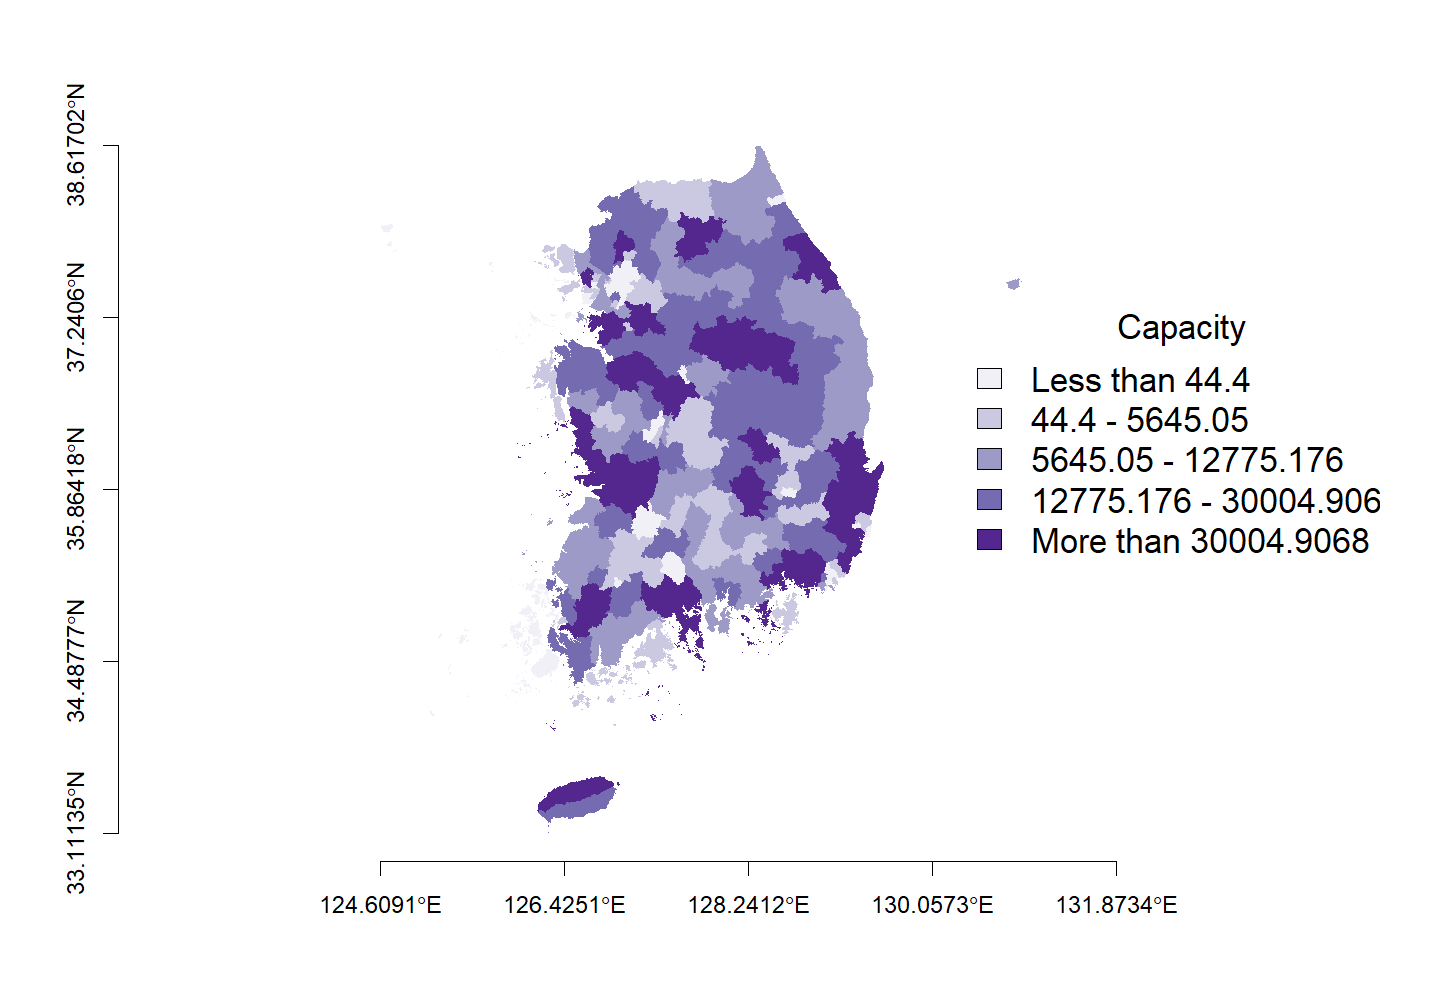 38.61702°N
37.2406°N
35.86418°N
34.48777°N
33.11135°N
Capacity
Less than 44.4
44.4 - 5645.05
5645.05 - 12775.176
12775.176 - 30004.906
More than 30004.9068
124.6091°E
126.4251°E
128.2412°E
130.0573°E
131.8734°E